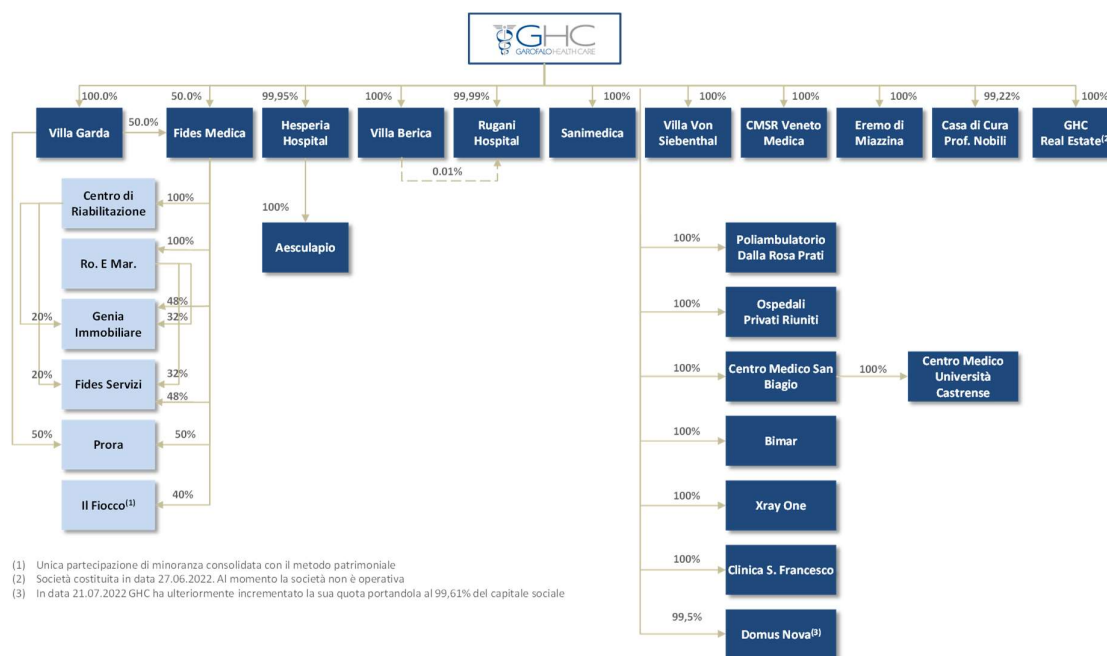 GHC
GAROFALO HEALTH CARE
100.0%
50.0%
99,95%
100%
99,99%
100%
100%
100%
100%
99,22%
100%
Villa Garda
50.0%
Fides Medica
Hesperia
Hospital
Villa Berica
Rugani
Hospital
Sanimedica
Villa Von
Siebenthal
CMSR Veneto
Medica
Eremo di
Miazzina
Casa di Cura
Prof. Nobili
GHC
Real Estate(2
0.01%
Centro di
Riabilitazione
100%
100%
Aesculapio
Ro. E Mar.
100%
Genia
Immobiliare
20%
48%
32%
Fides Servizi
20%
32%
48%
Prora
50%
50%
Il Fiocco(1)
40%
100%
Poliambulatorio
Dalla Rosa Prati
100%
Ospedali
Privati Riuniti
100%
Centro Medico San
Biagio
100%
Centro Medico
Università
Castrense
100%
Bimar
100%
Xray One
100%
Clinica S. Francesco
99,5%
Domus Nova(3)
(1) Unica partecipazione di minoranza consolidata con il metodo patrimoniale
(2) Società costituita in data 27.06.2022. Al momento la società non è operativa
(3) In data 21.07.2022 GHC ha ulteriormente incrementato la sua quota portandola al 99,61% del capitale sociale